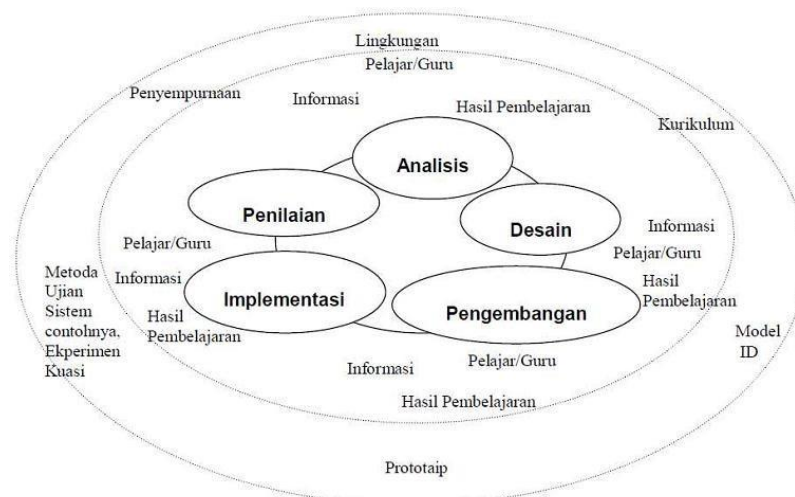 Lingkungan
Pelajar/Guru
Penyempurnaan
Informasi
Hasil Pembelajaran
Kurikulum
Analisis
Penilaian
Desain
Informasi
Pelajar/Guru
Pelajar/Guru
Informasi
Hasil
Pembelajaran
Metoda
Ujian
Sistem
contohnya,
Ekperimen
Kuasi
Implementasi
Pengembangan
Hasil
Pembelajaran
Model
ID
Informasi
Pelajar/Guru
Hasil Pembelajaran
Prototaip